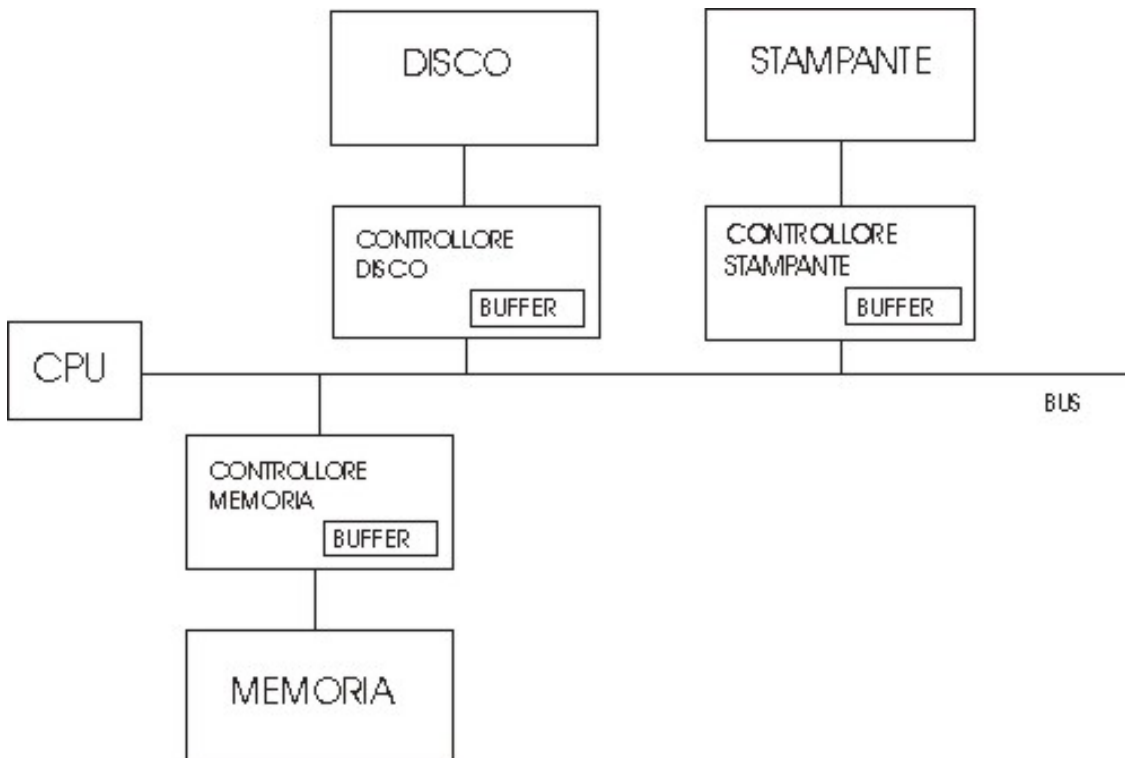 DISCO
STAMPANTE
CONTROLLORE
DISCO
BUFFER
CONTROLLORE
STAMPANTE
BUFFER
CPU
BUS
CONTROLLORE
MEMORIA
BUFFER
MEMORIA